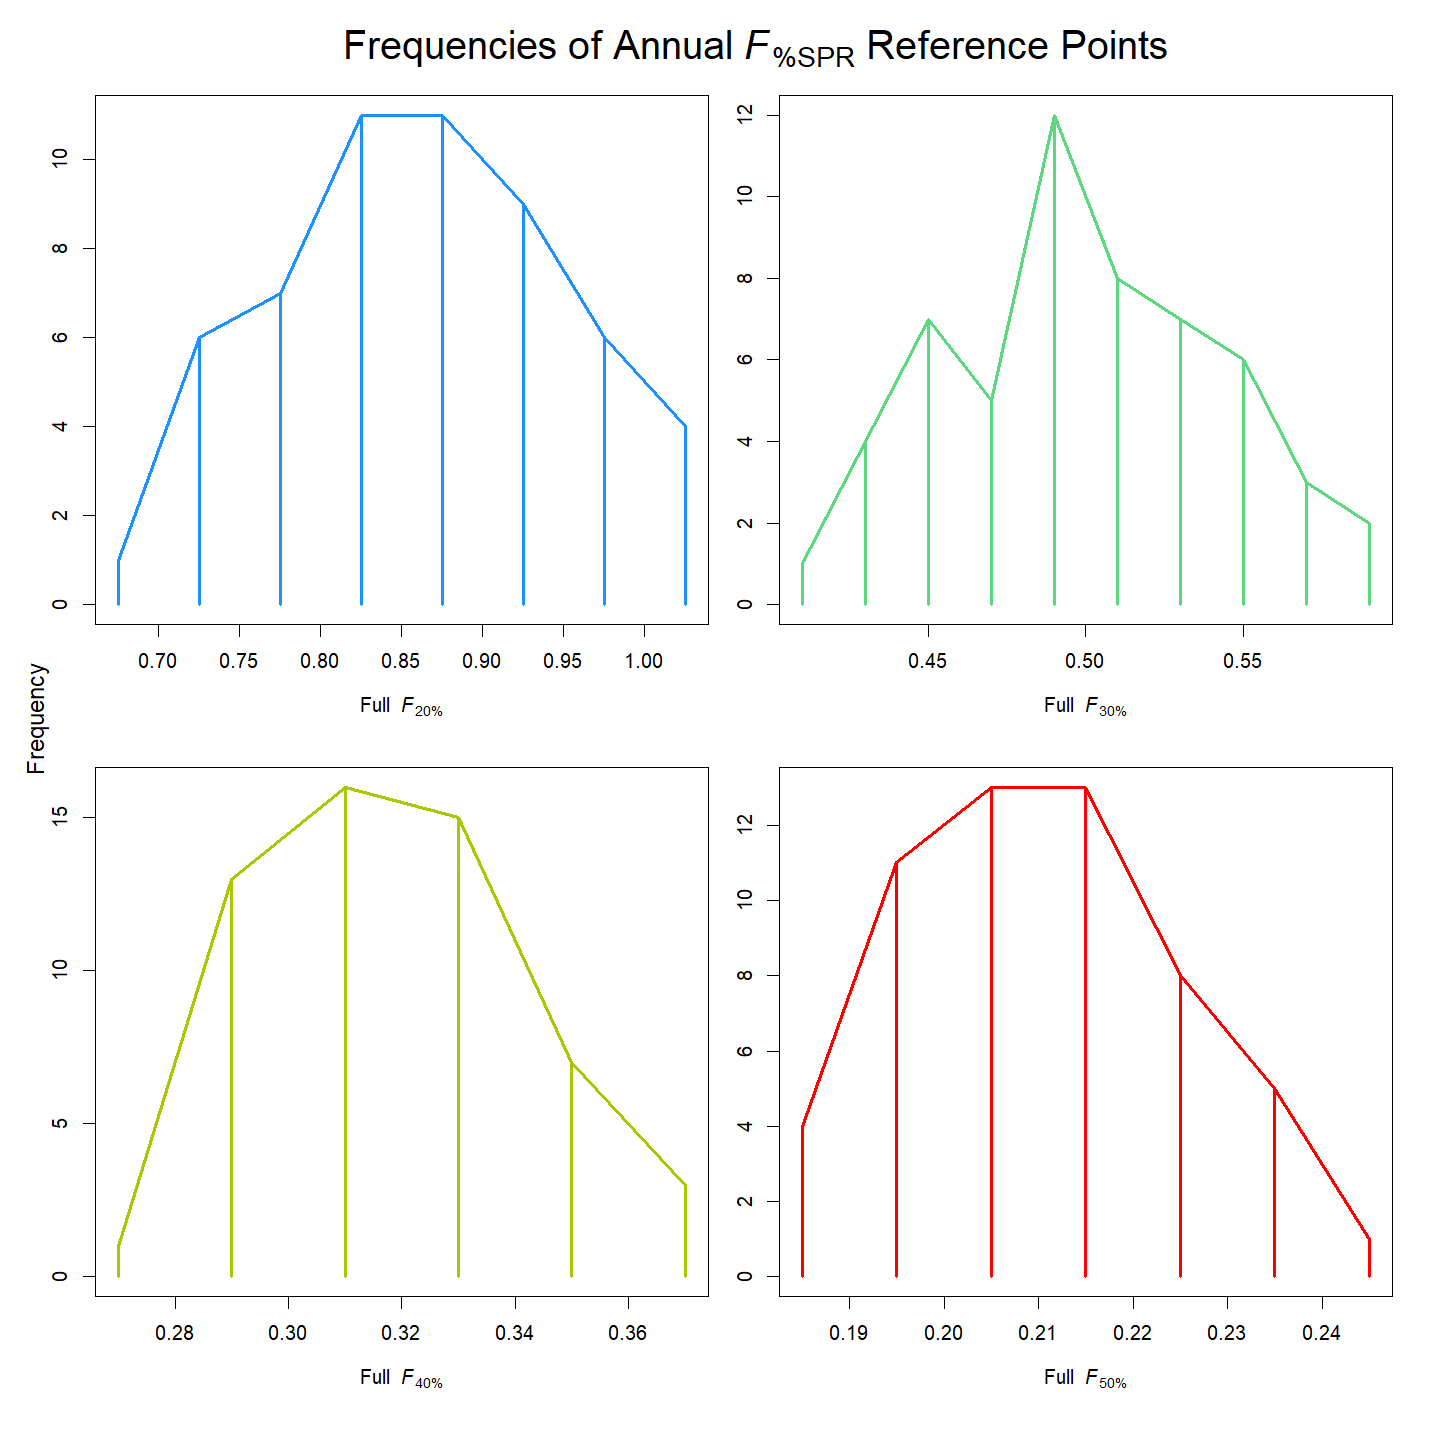 Frequencies of Annual F%SPR Reference Points
Frequency
0 2 4 6 8 10
0.70 0.75 0.80 0.85 0.90 0.95 1.00
Full F20%
0 2 4 6 8 10 12
0.45 0.50 0.55
Full F30%
0 5 10 15
0.28 0.30 0.32 0.34 0.36
Full F40%
0 2 4 6 8 10 12
0.19 0.20 0.21 0.22 0.23 0.24
Full F50%